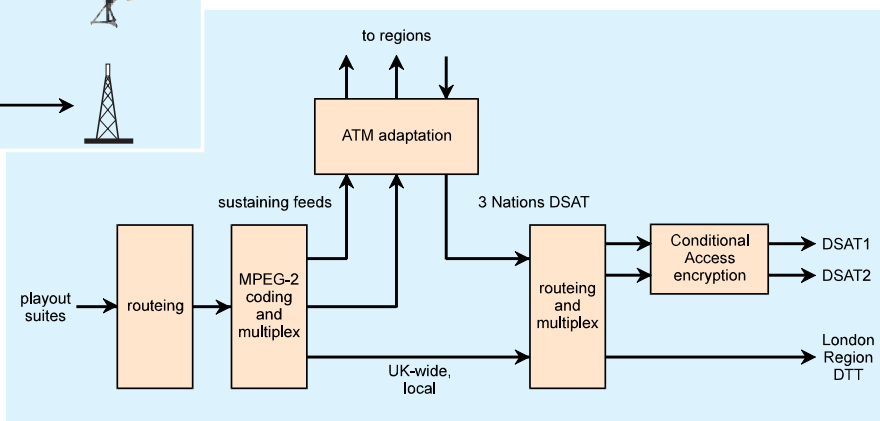 to regions
ATM adaptation
sustaining feeds
3 Nations DSAT
playout
suites
routeing
MPEG-2
coding
and
multiplex
UK-wide,
local
routeing
and
multiplex
Conditional
Access
encryption
DSAT1
DSAT2
London
Region
DTT